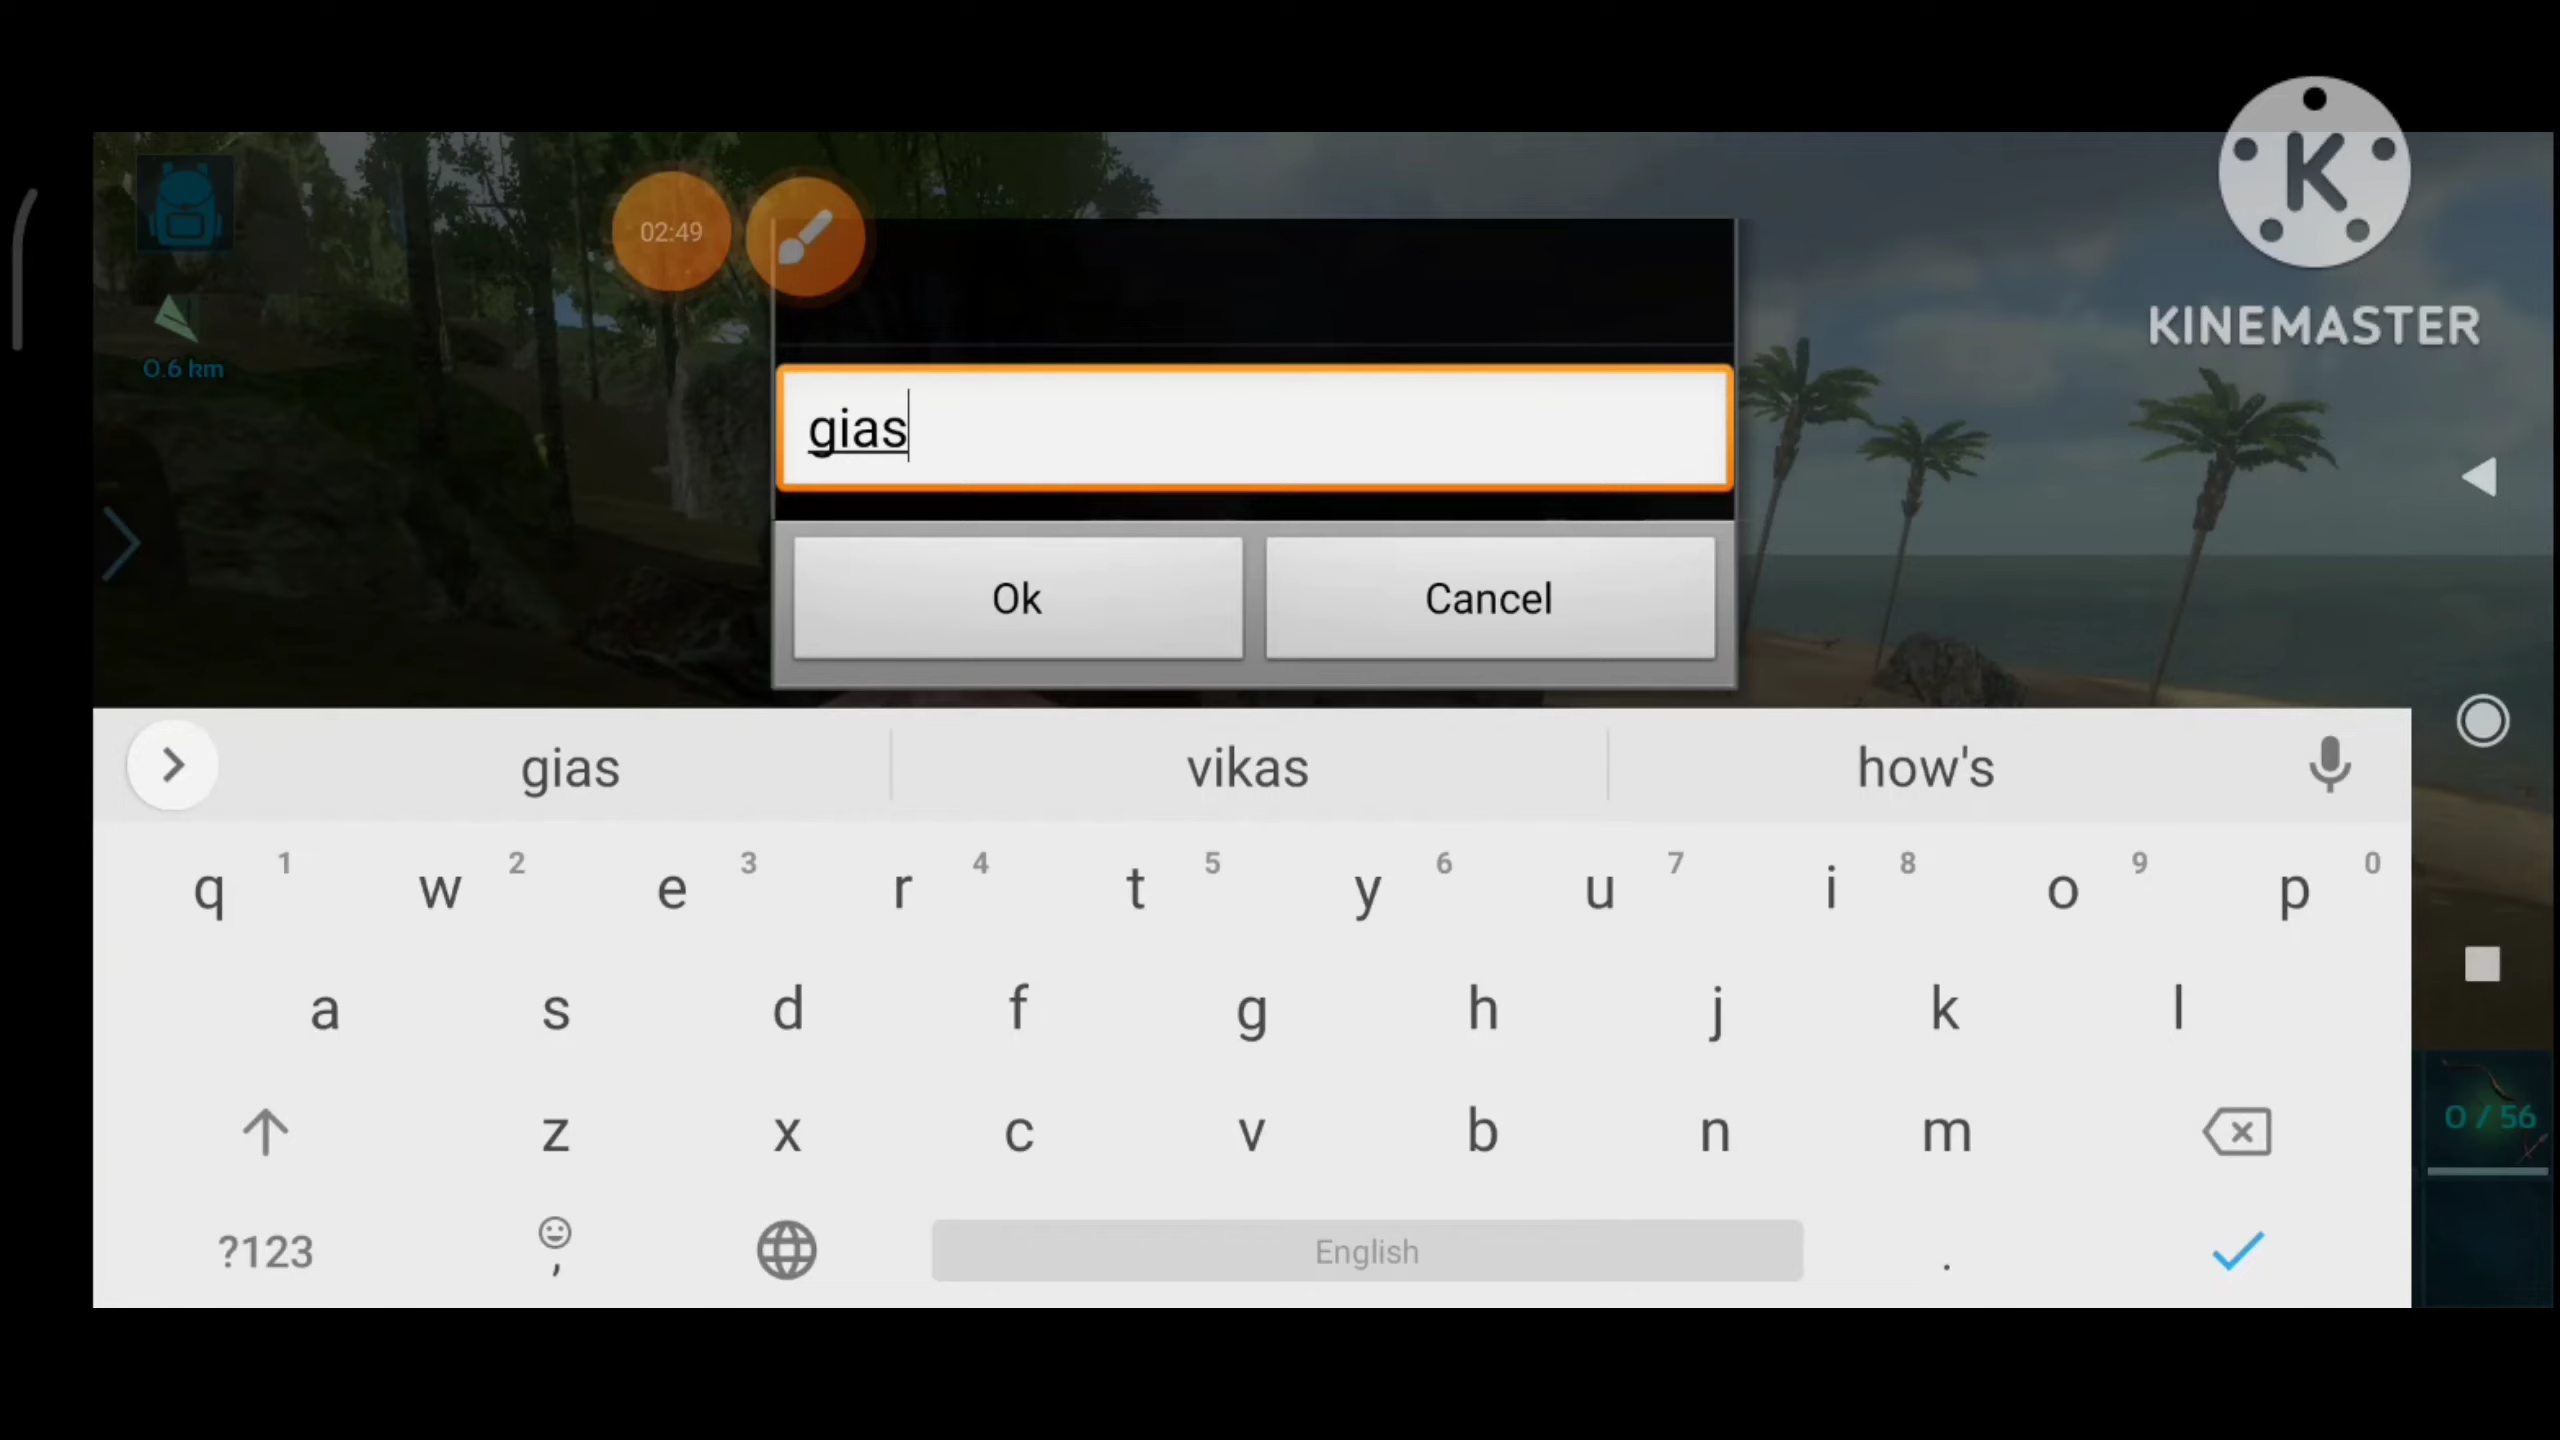 02:49
K
KINEMASTER
0.6 km
gias
Ok
Cancel
gias
vikas
how's
1 2 3 4 5 6 7 8 9 0
q w e r t y u i o p
a s d f g h j k l
z x c v b n m
?123
,
English
.
0 / 56